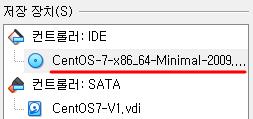 저장 장치(S)
컨트롤러: IDE
CentOS-7-x86_64-Minimal-2009....
컨트롤러: SATA
CentOS7-V1.vdi